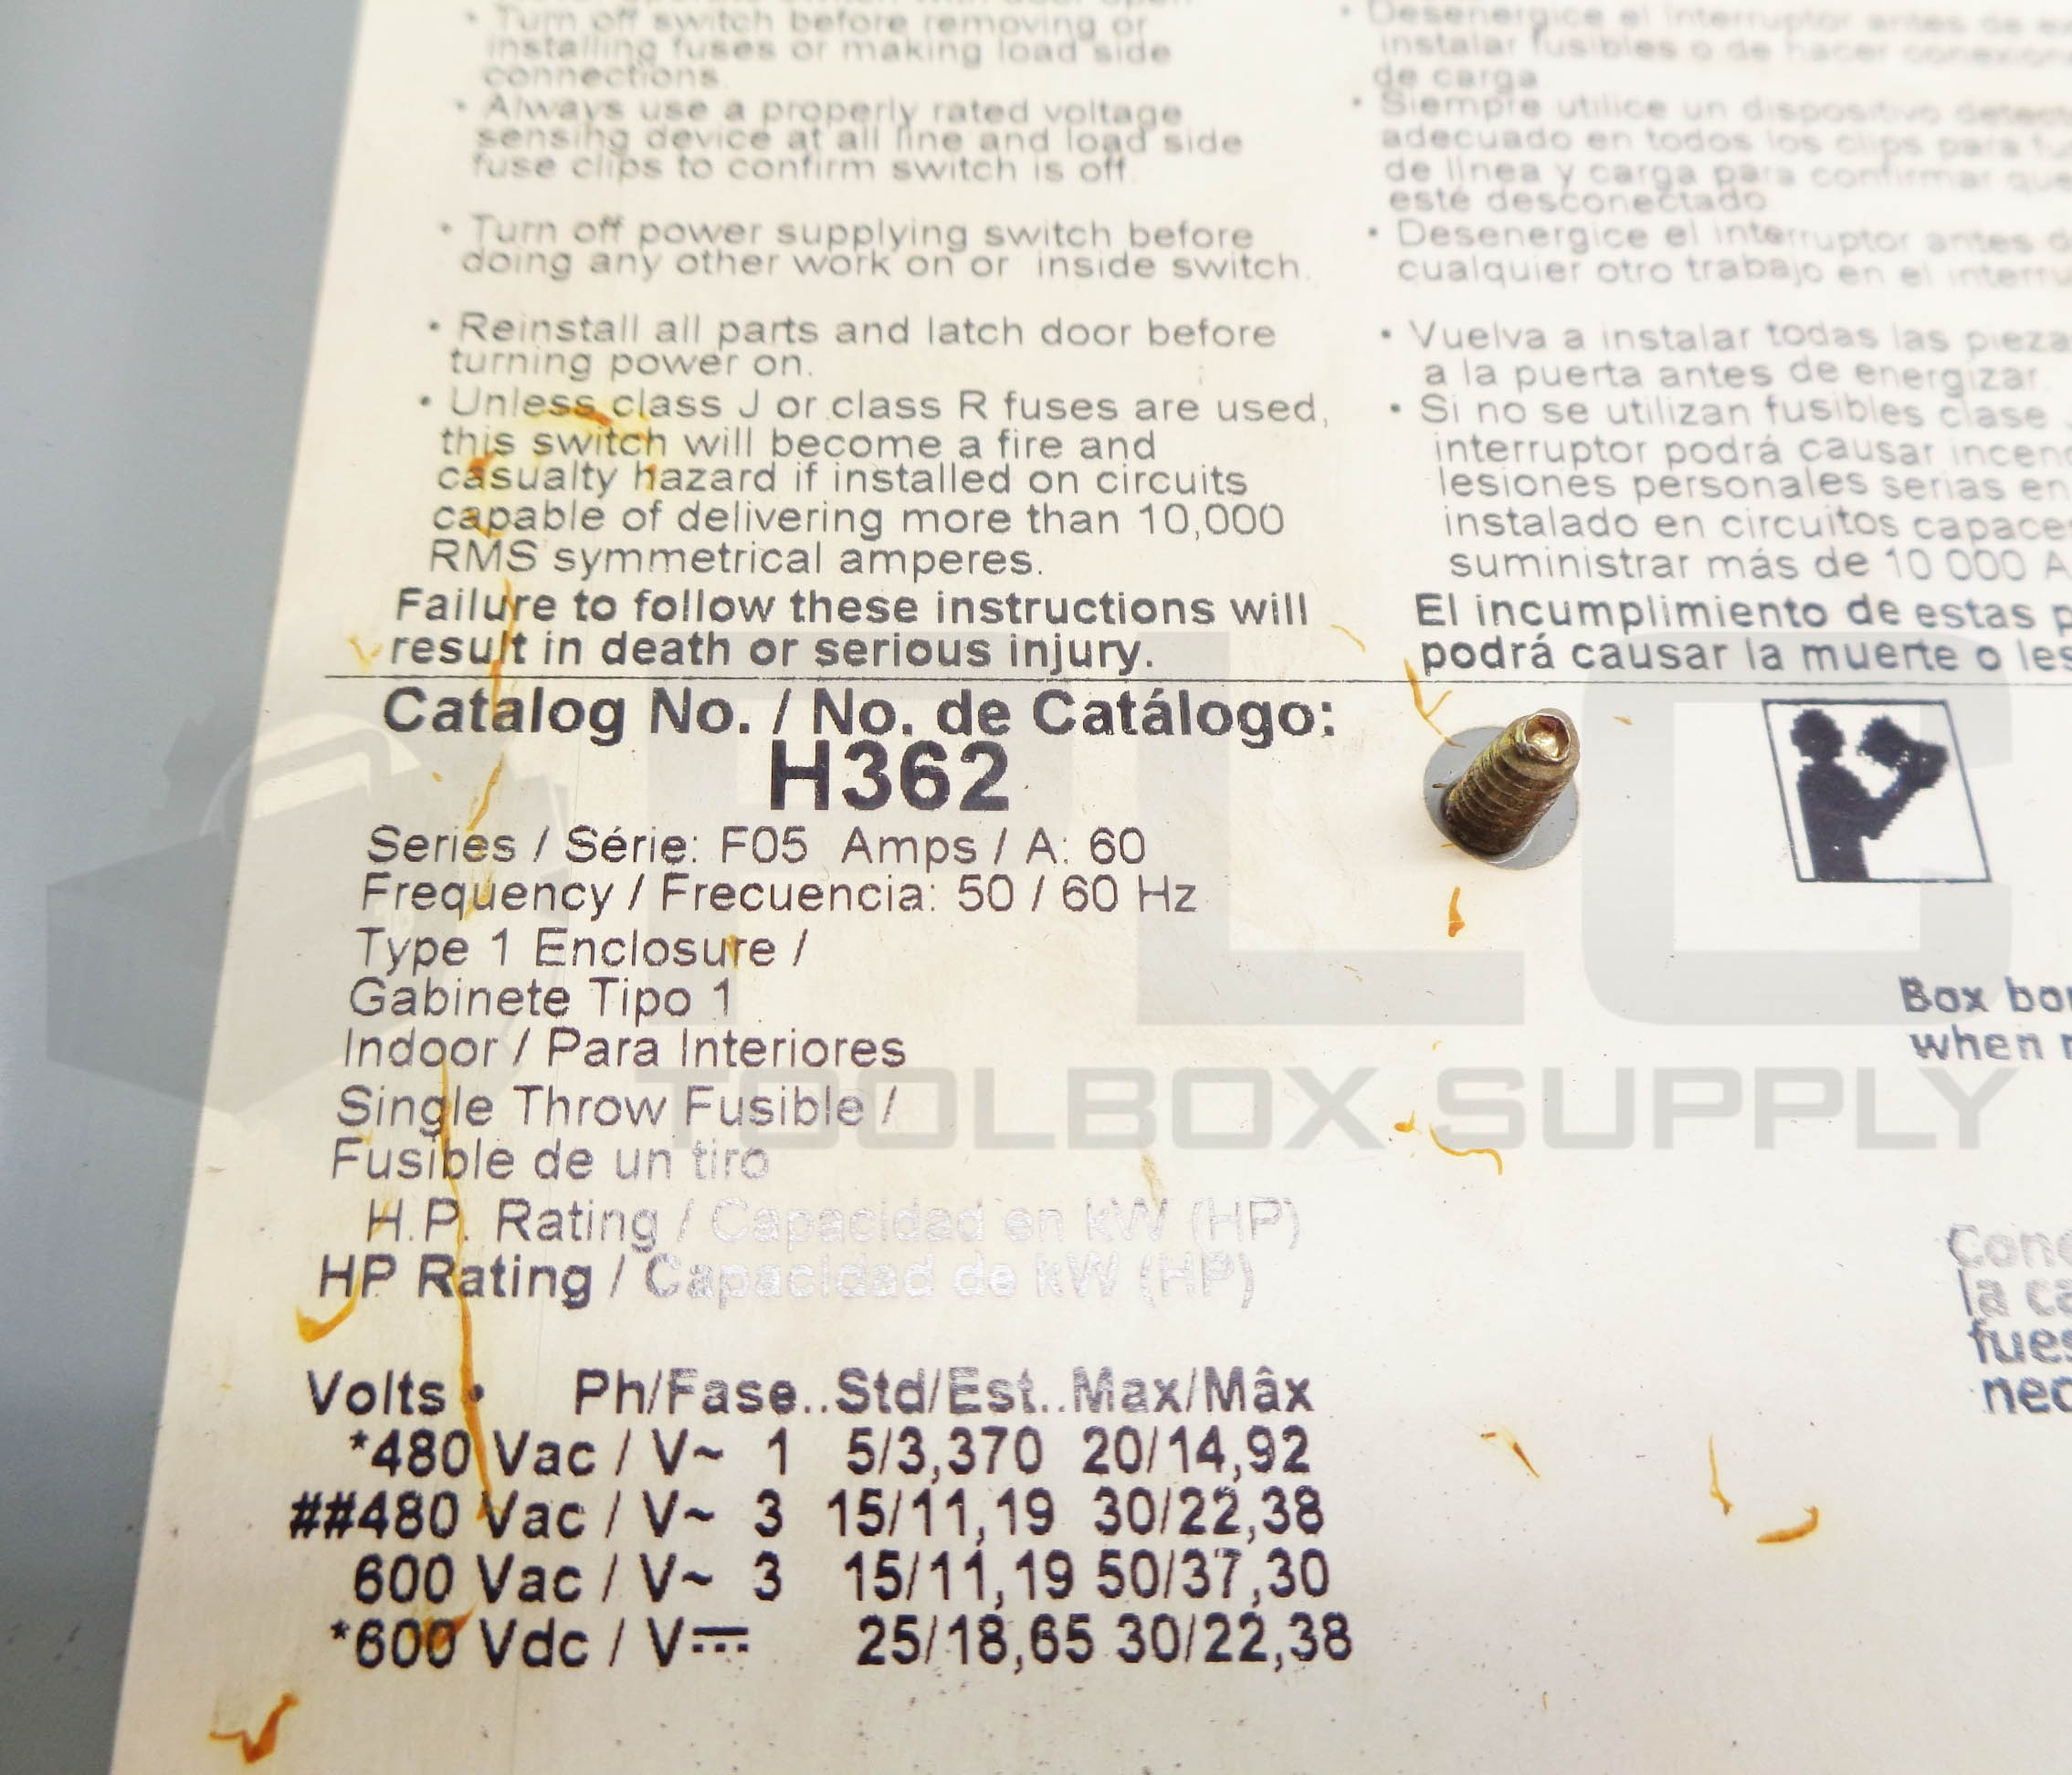 • Turn off switch before removing or
installing fuses or making load side
connections.
• Always use a properly rated voltage
sensing device at all line and load side
fuse clips to confirm switch is off.
• Turn off power supplying switch before
doing any other work on or inside switch.
• Reinstall all parts and latch door before
turning power on.
• Unless class J or class R fuses are used,
this switch will become a fire and
casualty hazard if installed on circuits
capable of delivering more than 10,000
RMS symmetrical amperes.
Failure to follow these instructions will
result in death or serious injury.
• Desenergice el interruptor antes de
instalar fusibles o de hacer
de carga
• Siempre utilice un dispositivo
adecuado en todos los clips para
de línea y carga para confirmar que
esté desconectado
• Desenergice el interruptor antes
cualquier otro trabajo en el
• Vuelva a instalar todas las
a la puerta antes de energizar.
• Si no se utilizan fusibles clase
interruptor podrá causar
lesiones personales serias en
instalado en circuitos
suministrar más de 10 000 A
El incumplimiento de estas
podrá causar la muerte o
Catalog No. / No. de Catálogo:
H362
Series / Série: F05 Amps / A: 60
Frequency / Frecuencia: 50 / 60 Hz
Type 1 Enclosure /
Gabinete Tipo 1
Indoor / Para Interiores
Single Throw Fusible /
Fusible de un tiro
H.P. Rating / Capacidad en kW (HP)
HP Rating / Capacidad de kW (HP)
Volts • Ph/Fase..Std/Est..Max/Mâx
*480 Vac / V~ 1 5/3,370 20/14,92
##480 Vac / V~ 3 15/11,19 30/22,38
600 Vac / V~ 3 15/11,19 50/37,30
*600 Vdc / V⎓ 25/18,65 30/22,38
Box
when
la
PLC
TOOLBOX SUPPLY